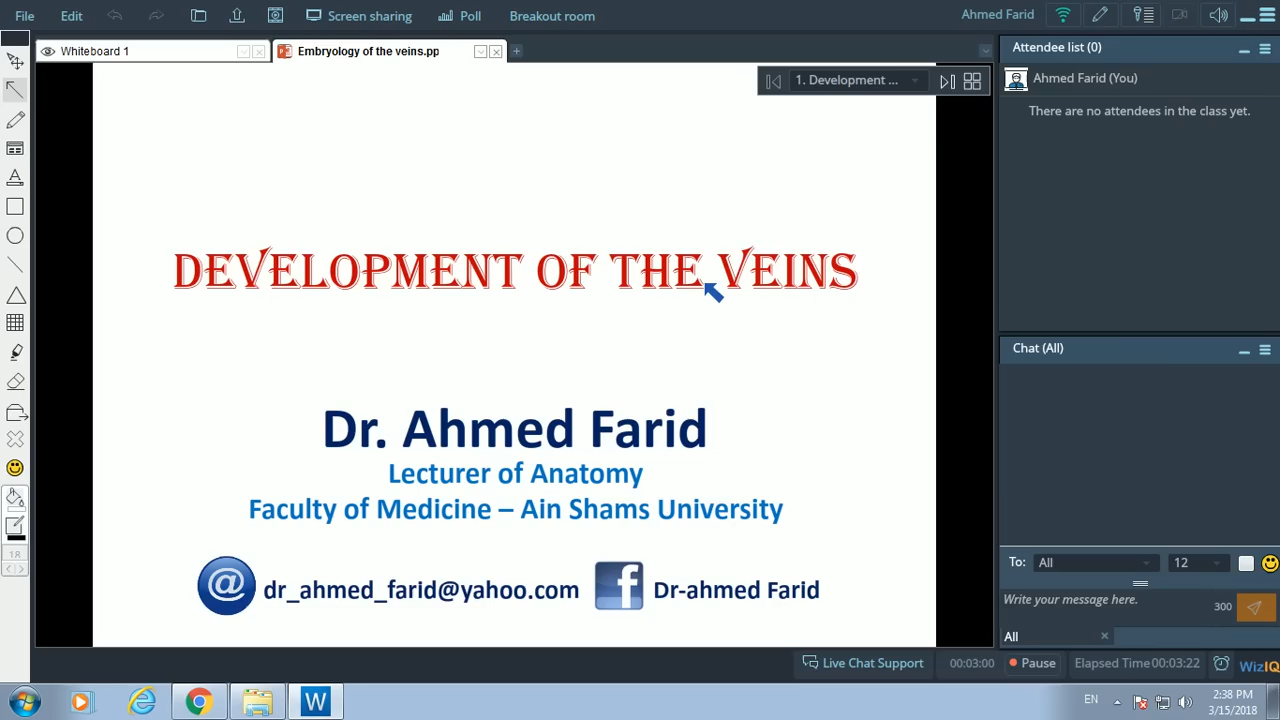 File Edit Screen sharing Poll Breakout room Ahmed Farid
Whiteboard 1 Embryology of the veins.pp
Attendee list (0)
1. Development ...
Ahmed Farid (You)
There are no attendees in the class yet.
DEVELOPMENT OF THE VEINS
Dr. Ahmed Farid
Lecturer of Anatomy
Faculty of Medicine – Ain Shams University
@ dr_ahmed_farid@yahoo.com f Dr-ahmed Farid
Chat (All)
To: All 12
Write your message here. 300
All
1R
Live Chat Support 00:03:00 Pause Elapsed Time 00:03:22 WizIQ
W EN 2:38 PM
3/15/2018